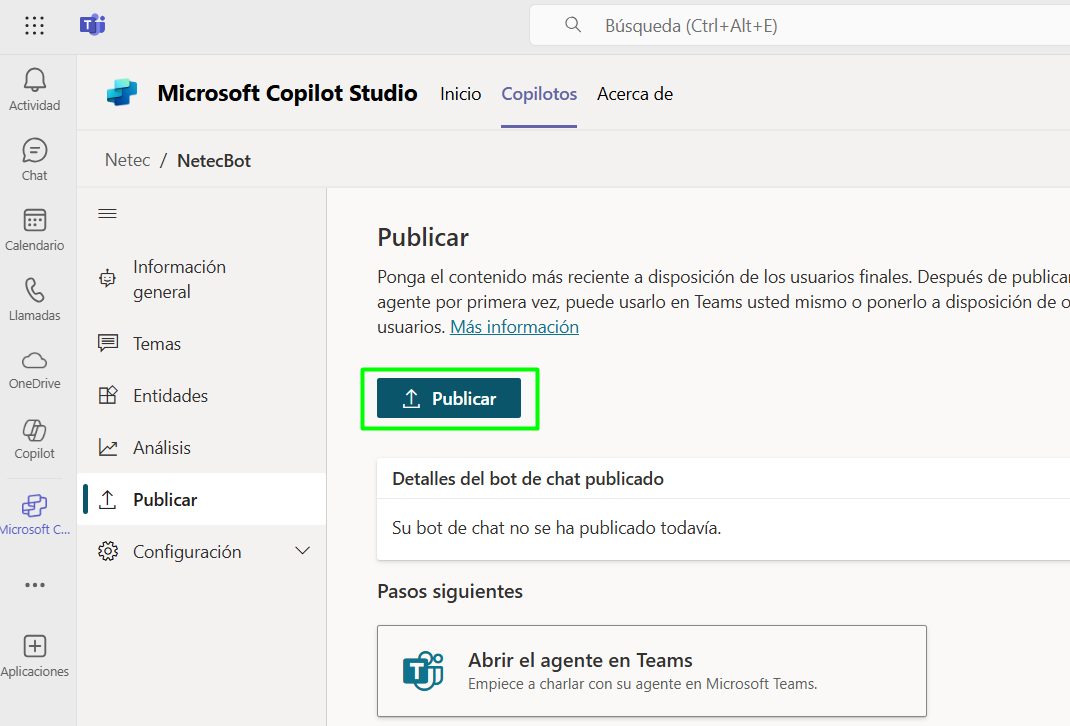 Búsqueda (Ctrl+Alt+E)
Actividad
Chat
Calendario
Llamadas
OneDrive
Copilot
Microsoft C...
Aplicaciones
Microsoft Copilot Studio
Inicio
Copilotos
Acerca de
Netec / NetecBot
Información
general
Temas
Entidades
Análisis
Publicar
Configuración
Publicar
Ponga el contenido más reciente a disposición de los usuarios finales. Después de publicar
agente por primera vez, puede usarlo en Teams usted mismo o ponerlo a disposición de o
usuarios. Más información
Publicar
Detalles del bot de chat publicado
Su bot de chat no se ha publicado todavía.
Pasos siguientes
Abrir el agente en Teams
Empiece a charlar con su agente en Microsoft Teams.